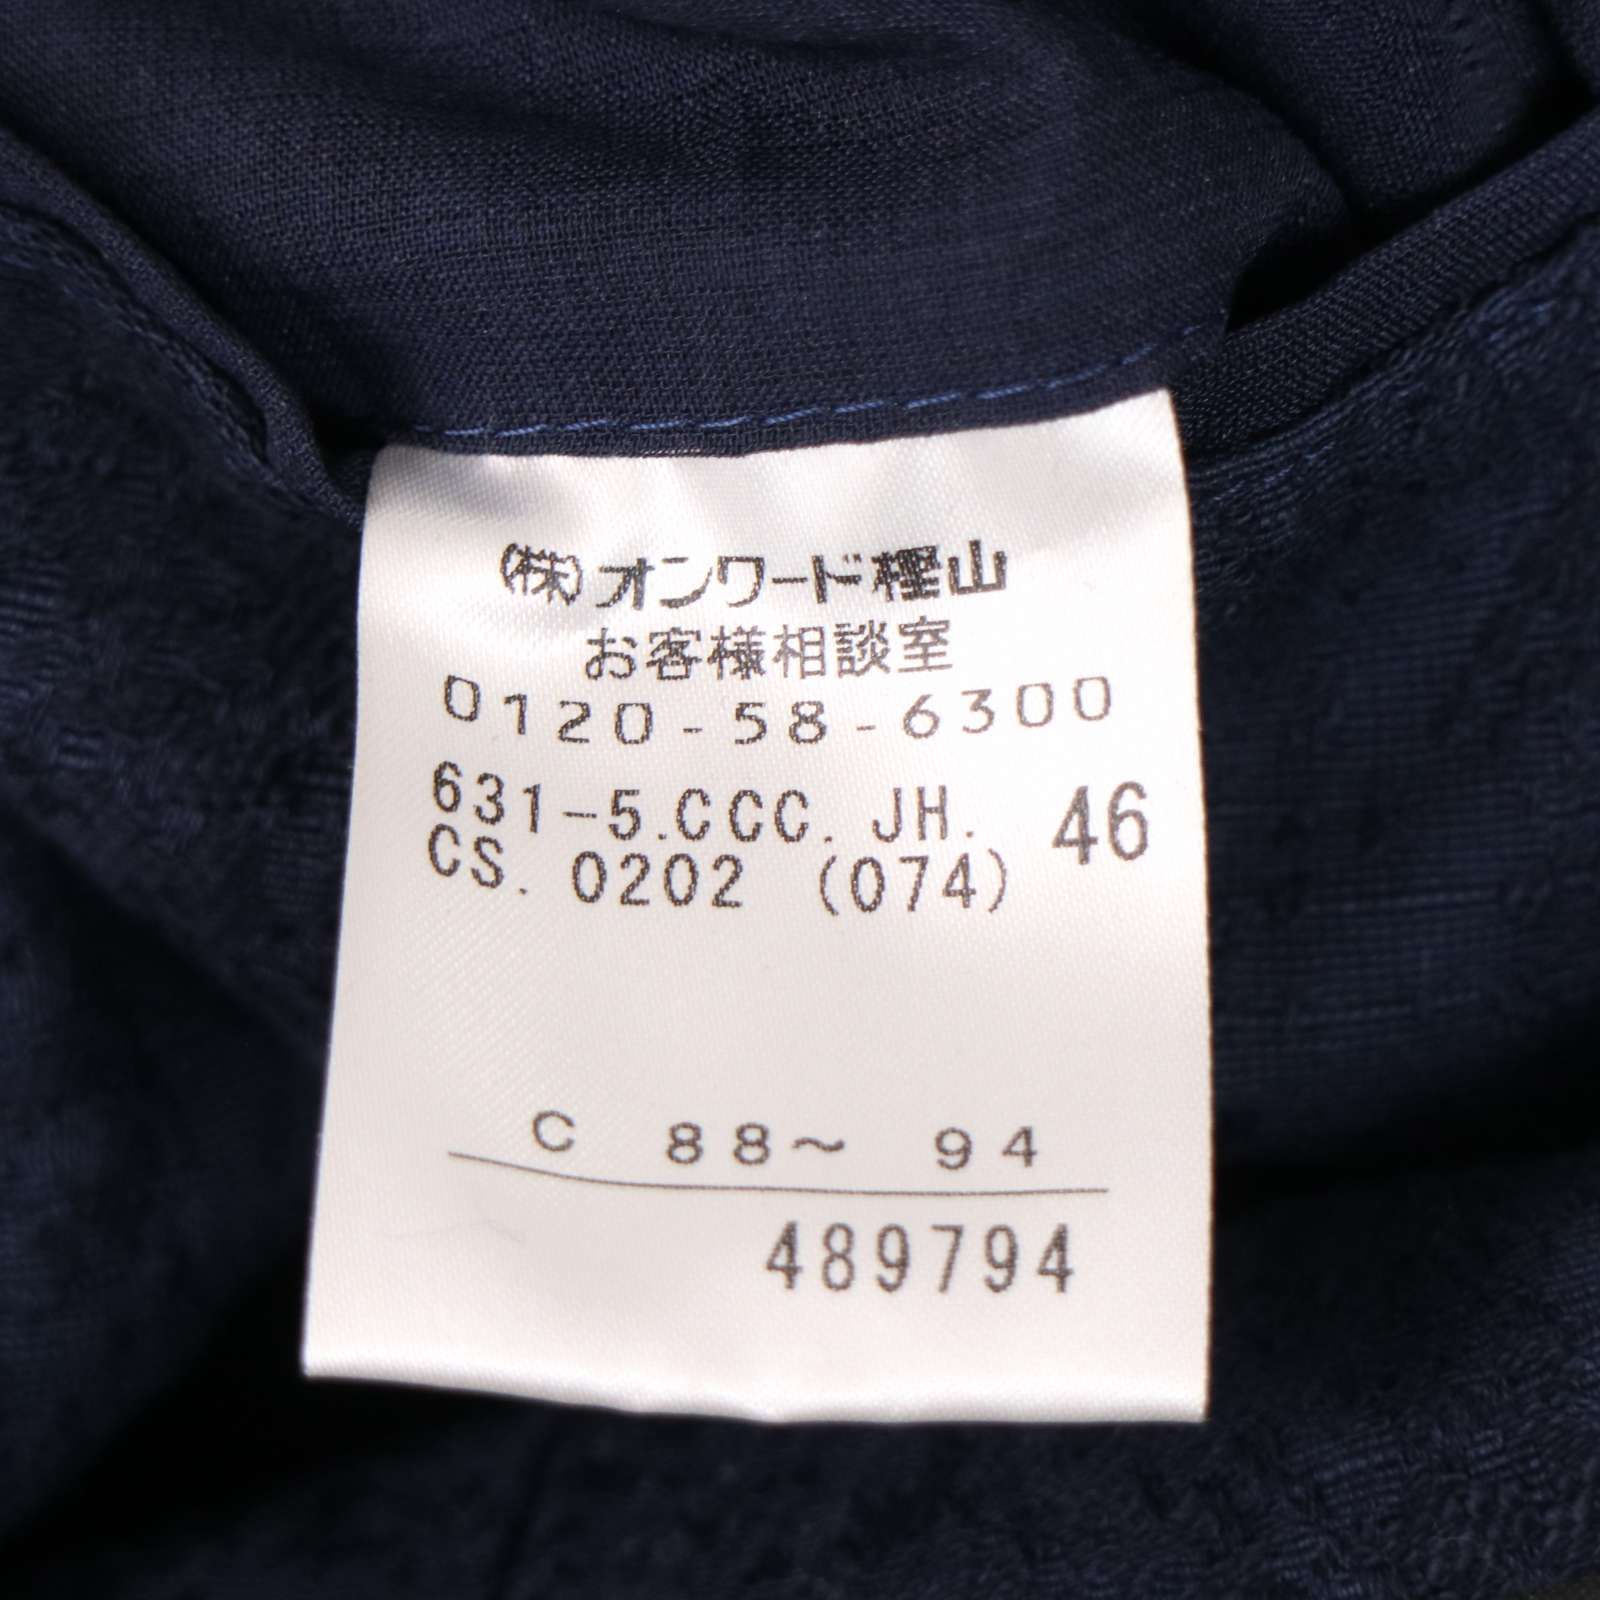 (株)オンワード樫山
お客様相談室
0120-58-6300
631-5.CCC.JH. 46
CS.0202 (074)
C 88～ 94
489794